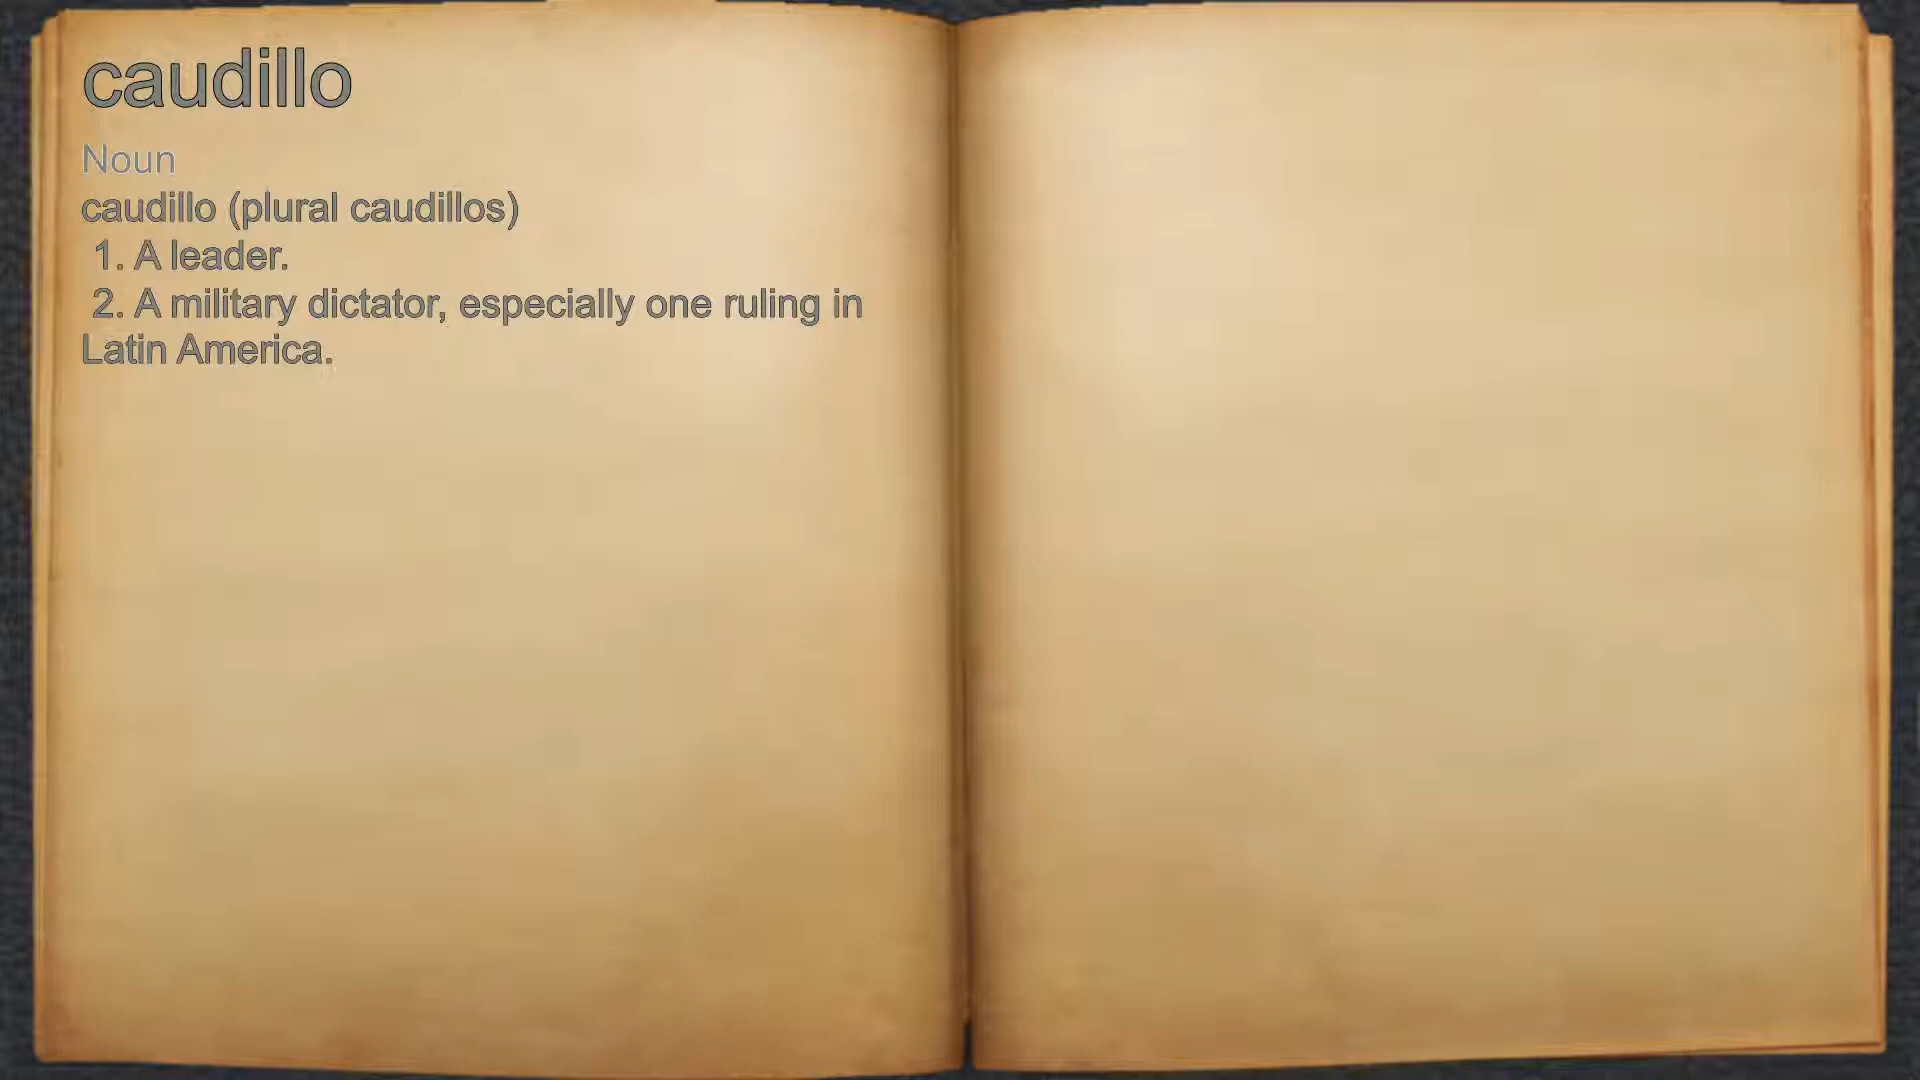 caudillo
Noun
caudillo (plural caudillos)
1. A leader.
2. A military dictator, especially one ruling in
Latin America.